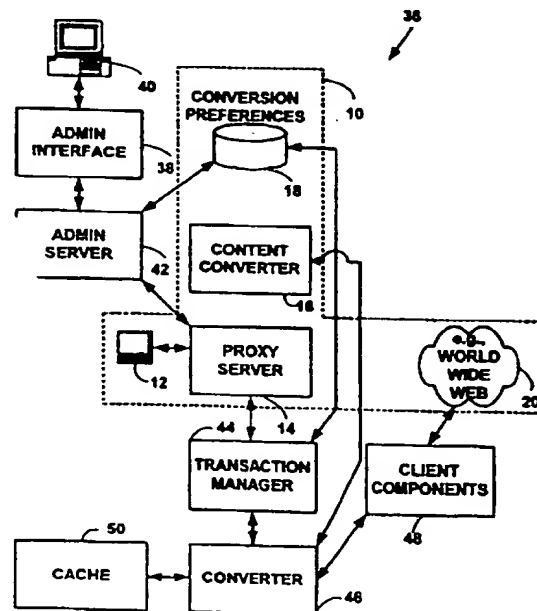 36
40
CONVERSION
PREFERENCES
10
ADMIN
INTERFACE
38
18
ADMIN
SERVER
42
CONTENT
CONVERTER
16
e.g.,
WORLD
WIDE
WEB
20
12
PROXY
SERVER
14
44
TRANSACTION
MANAGER
CLIENT
COMPONENTS
48
50
CACHE
CONVERTER
46